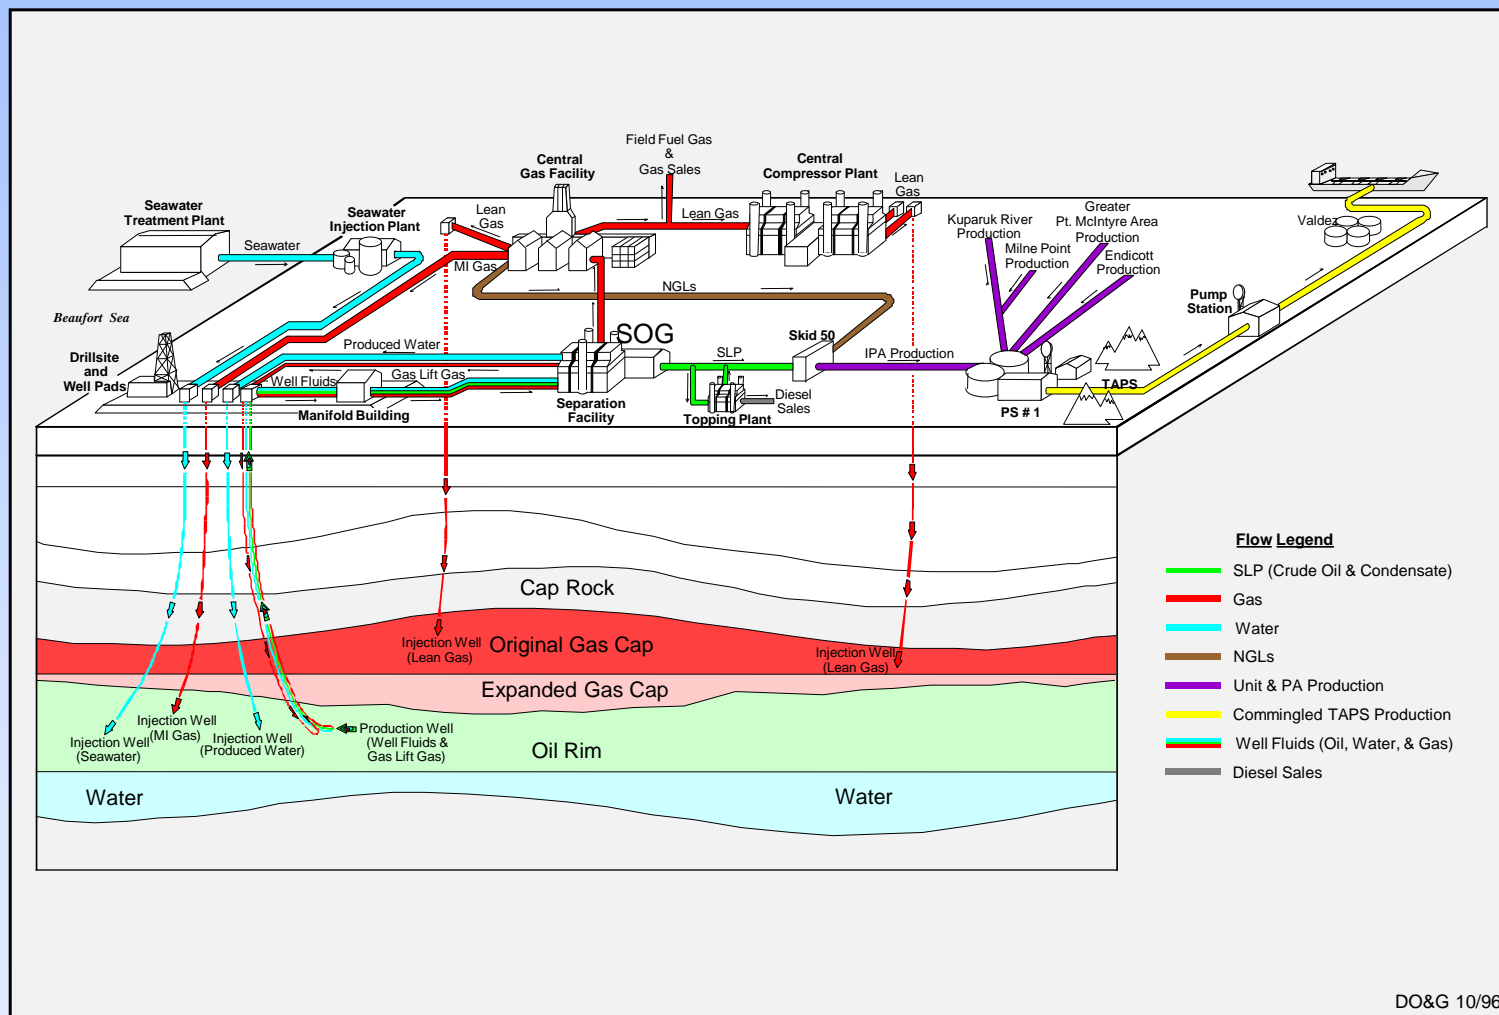 Field Fuel Gas
&
Gas Sales
Central
Gas Facility
Central
Compressor Plant
Lean
Gas
Seawater
Treatment Plant
Seawater
Injection Plant
Lean
Gas
Lean Gas
Kuparuk River
Production
Greater
Pt. McIntyre Area
Production
Milne Point
Production
Endicott
Production
Valdez
Seawater
MI Gas
NGLs
Pump
Station
Beaufort Sea
Drillsite
and
Well Pads
Produced Water
SOG
Skid 50
SLP
IPA Production
Well Fluids
Gas Lift Gas
TAPS
Manifold Building
Separation
Facility
Diesel
Sales
Topping Plant
PS # 1
Cap Rock
Injection Well
(Lean Gas)
Original Gas Cap
Injection Well
(Lean Gas)
Expanded Gas Cap
Injection Well
(Seawater)
Injection Well
(MI Gas)
Injection Well
(Produced Water)
Production Well
(Well Fluids &
Gas Lift Gas)
Oil Rim
Water
Water
Flow Legend
SLP (Crude Oil & Condensate)
Gas
Water
NGLs
Unit & PA Production
Commingled TAPS Production
Well Fluids (Oil, Water, & Gas)
Diesel Sales
DO&G 10/96